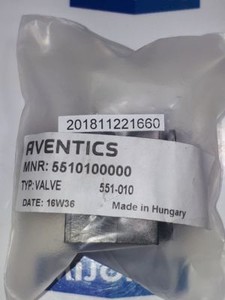 201811221660
AVENTICS
MNR: 5510100000
TYP: VALVE 551-010
DATE: 16W36 Made in Hungary